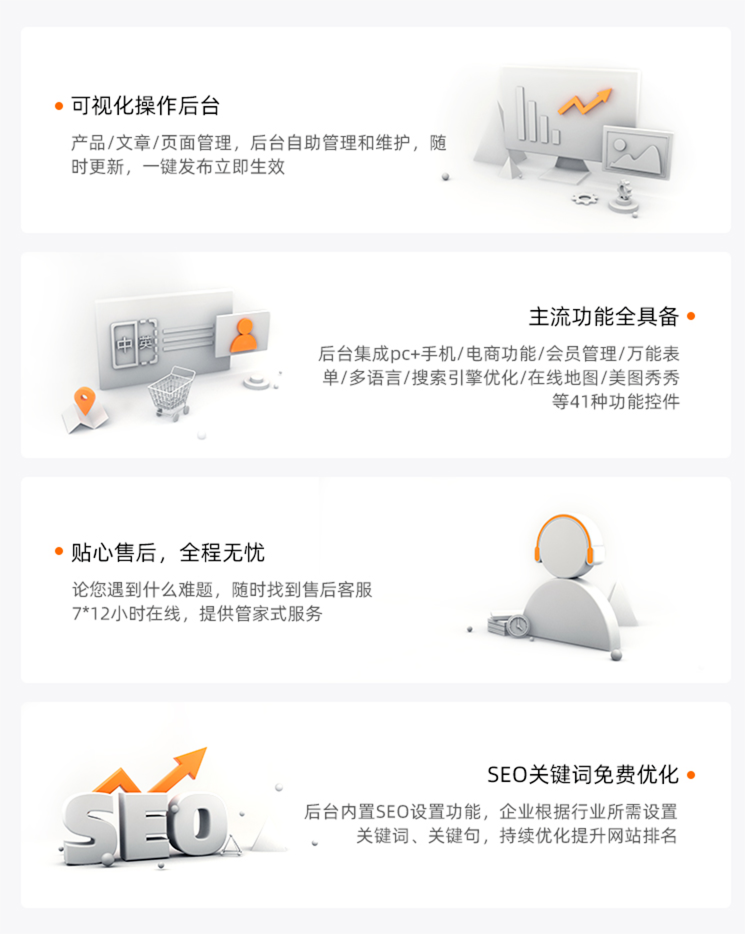 可视化操作后台
产品/文章/页面管理，后台自助管理和维护，随
时更新，一键发布立即生效
中 英
主流功能全具备
后台集成pc+手机/电商功能/会员管理/万能表
单/多语言/搜索引擎优化/在线地图/美图秀秀
等41种功能控件
贴心售后，全程无忧
论您遇到什么难题，随时找到售后客服
7*12小时在线，提供管家式服务
SEO
SEO关键词免费优化
后台内置SEO设置功能，企业根据行业所需设置
关键词、关键句，持续优化提升网站排名